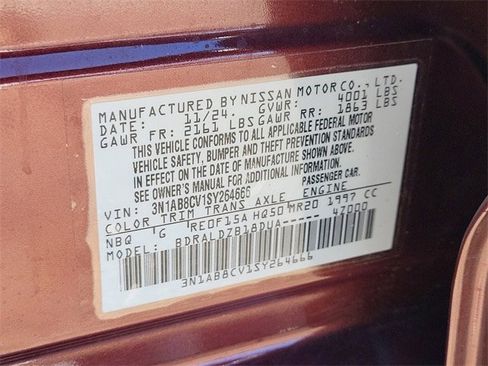 MANUFACTURED BY NISSAN MOTOR CO., LTD.
DATE: 11/24. GVWR: 4001 LBS
GAWR FR: 2161 LBS GAWR RR: 1863 LBS
THIS VEHICLE CONFORMS TO ALL APPLICABLE FEDERAL MOTOR
VEHICLE SAFETY, BUMPER AND THEFT PREVENTION STANDARDS
IN EFFECT ON THE DATE OF MANUFACTURE SHOWN ABOVE.
SEE OWNER'S MANUAL FOR ADDITIONAL INFORMATION.
VIN: 3N1AB8CV1SY264666 PASSENGER CAR.
COLOR TRIM TRANS AXLE ENGINE
NBQ G RE0F15A HQ50 MR20 1997 CC
MODEL: BDRALDZB18DUA----- 42000
3N1AB8CV1SY264666